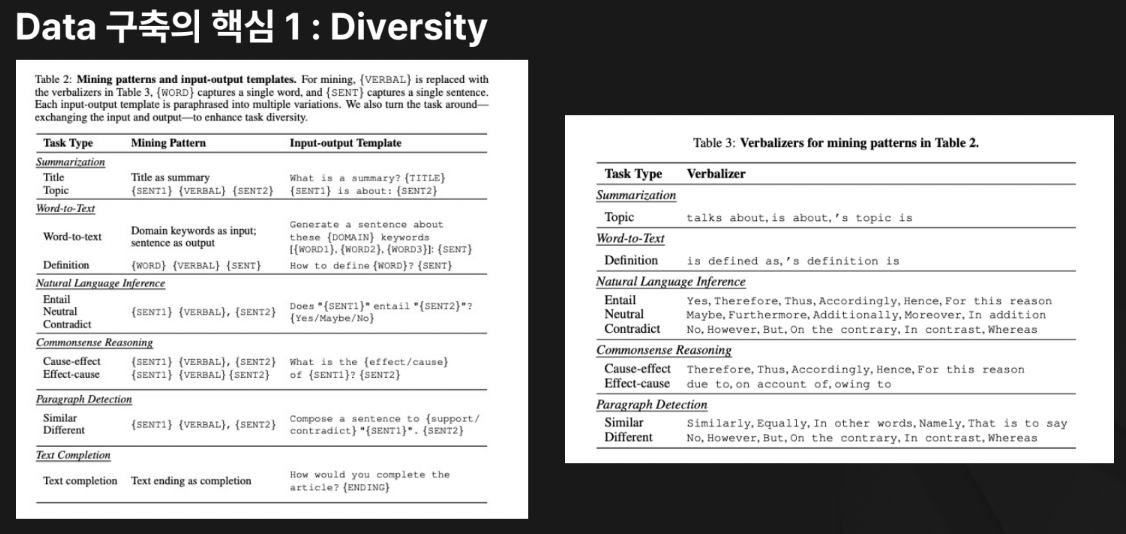 Data 구축의 핵심 1 : Diversity
Table 2: Mining patterns and input-output templates. For mining, {VERBAL} is replaced with
the verbalizers in Table 3, {WORD} captures a single word, and {SENT} captures a single sentence.
Each input-output template is paraphrased into multiple variations. We also turn the task around—
exchanging the input and output—to enhance task diversity.
Task Type Mining Pattern Input-output Template
Summarization
Title Title as summary What is a summary? {TITLE}
Topic {SENT1} {VERBAL} {SENT2} {SENT1} is about: {SENT2}
Word-to-Text
Word-to-text Domain keywords as input; sentence as output Generate a sentence about these {DOMAIN} keywords [{WORD1}, {WORD2}, {WORD3}]: {SENT}
Definition {WORD} {VERBAL} {SENT} How to define {WORD}? {SENT}
Natural Language Inference
Entail
Neutral {SENT1} {VERBAL}, {SENT2} Does "{SENT1}" entail "{SENT2}"? {Yes/Maybe/No}
Contradict
Commonsense Reasoning
Cause-effect {SENT1} {VERBAL}, {SENT2} What is the {effect/cause}
Effect-cause {SENT1} {VERBAL} {SENT2} of {SENT1}? {SENT2}
Paragraph Detection
Similar {SENT1} {VERBAL}, {SENT2} Compose a sentence to {support/
Different contradict} "{SENT1}". {SENT2}
Text Completion
Text completion Text ending as completion How would you complete the article? {ENDING}
Table 3: Verbalizers for mining patterns in Table 2.
Task Type Verbalizer
Summarization
Topic talks about, is about, 's topic is
Word-to-Text
Definition is defined as, 's definition is
Natural Language Inference
Entail Yes, Therefore, Thus, Accordingly, Hence, For this reason
Neutral Maybe, Furthermore, Additionally, Moreover, In addition
Contradict No, However, But, On the contrary, In contrast, Whereas
Commonsense Reasoning
Cause-effect Therefore, Thus, Accordingly, Hence, For this reason
Effect-cause due to, on account of, owing to
Paragraph Detection
Similar Similarly, Equally, In other words, Namely, That is to say
Different No, However, But, On the contrary, In contrast, Whereas